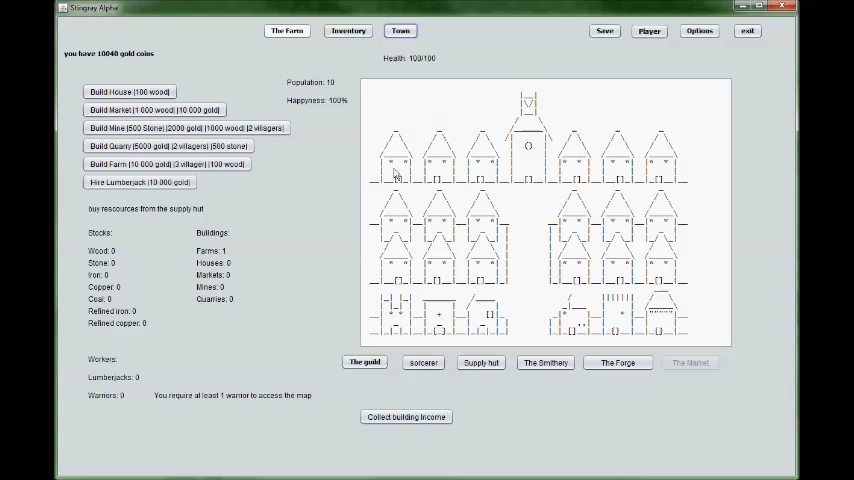 Stingray Alpha
The Farm
Inventory
Town
Save
Player
Options
exit
you have 10040 gold coins
Health: 100/100
Population: 10
Happyness: 100%
Build House |100 wood|
Build Market |1 000 wood| |10 000 gold|
Build Mine |500 Stone| |2000 gold| |1000 wood| |2 villagers|
Build Quarry |5000 gold| |2 villagers| |500 stone|
Build Farm |10 000 gold| |3 villager| |100 wood|
Hire Lumberjack |10 000 gold|
buy rescources from the supply hut
Stocks:
Buildings:
Wood: 0
Farms: 1
Stone: 0
Houses: 0
Iron: 0
Markets: 0
Copper: 0
Mines: 0
Coal: 0
Quarries: 0
Refined iron: 0
Refined copper: 0
Workers:
Lumberjacks: 0
Warriors: 0
You require at least 1 warrior to access the map
The guild
sorcerer
Supply hut
The Smithery
The Forge
The Market
Collect building Income